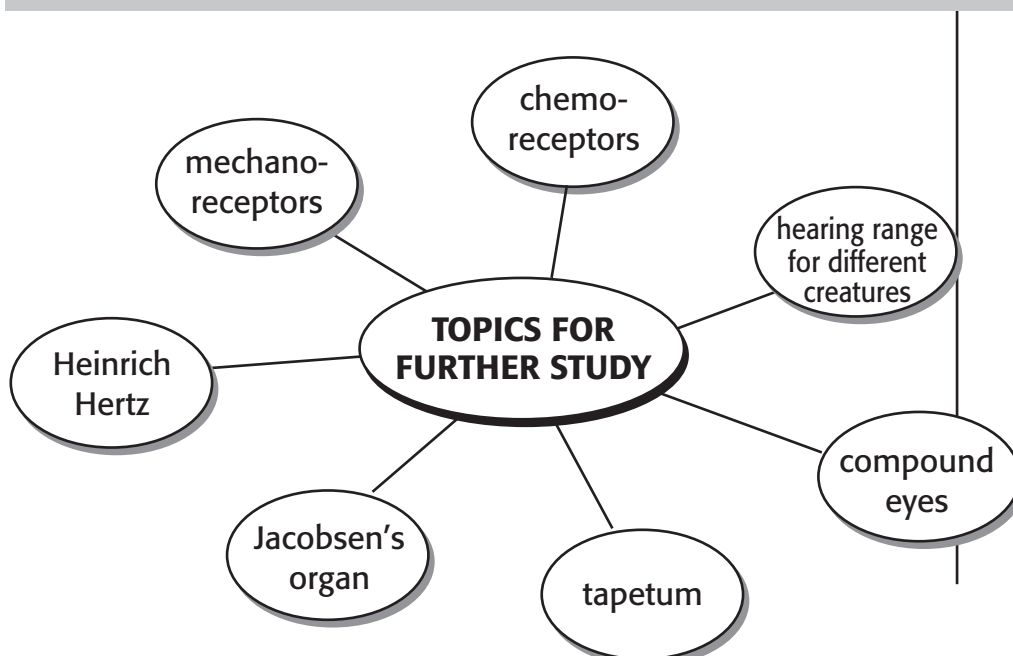 chemo-
receptors
mechano-
receptors
hearing range
for different
creatures
TOPICS FOR
FURTHER STUDY
Heinrich
Hertz
compound
eyes
Jacobsen's
organ
tapetum